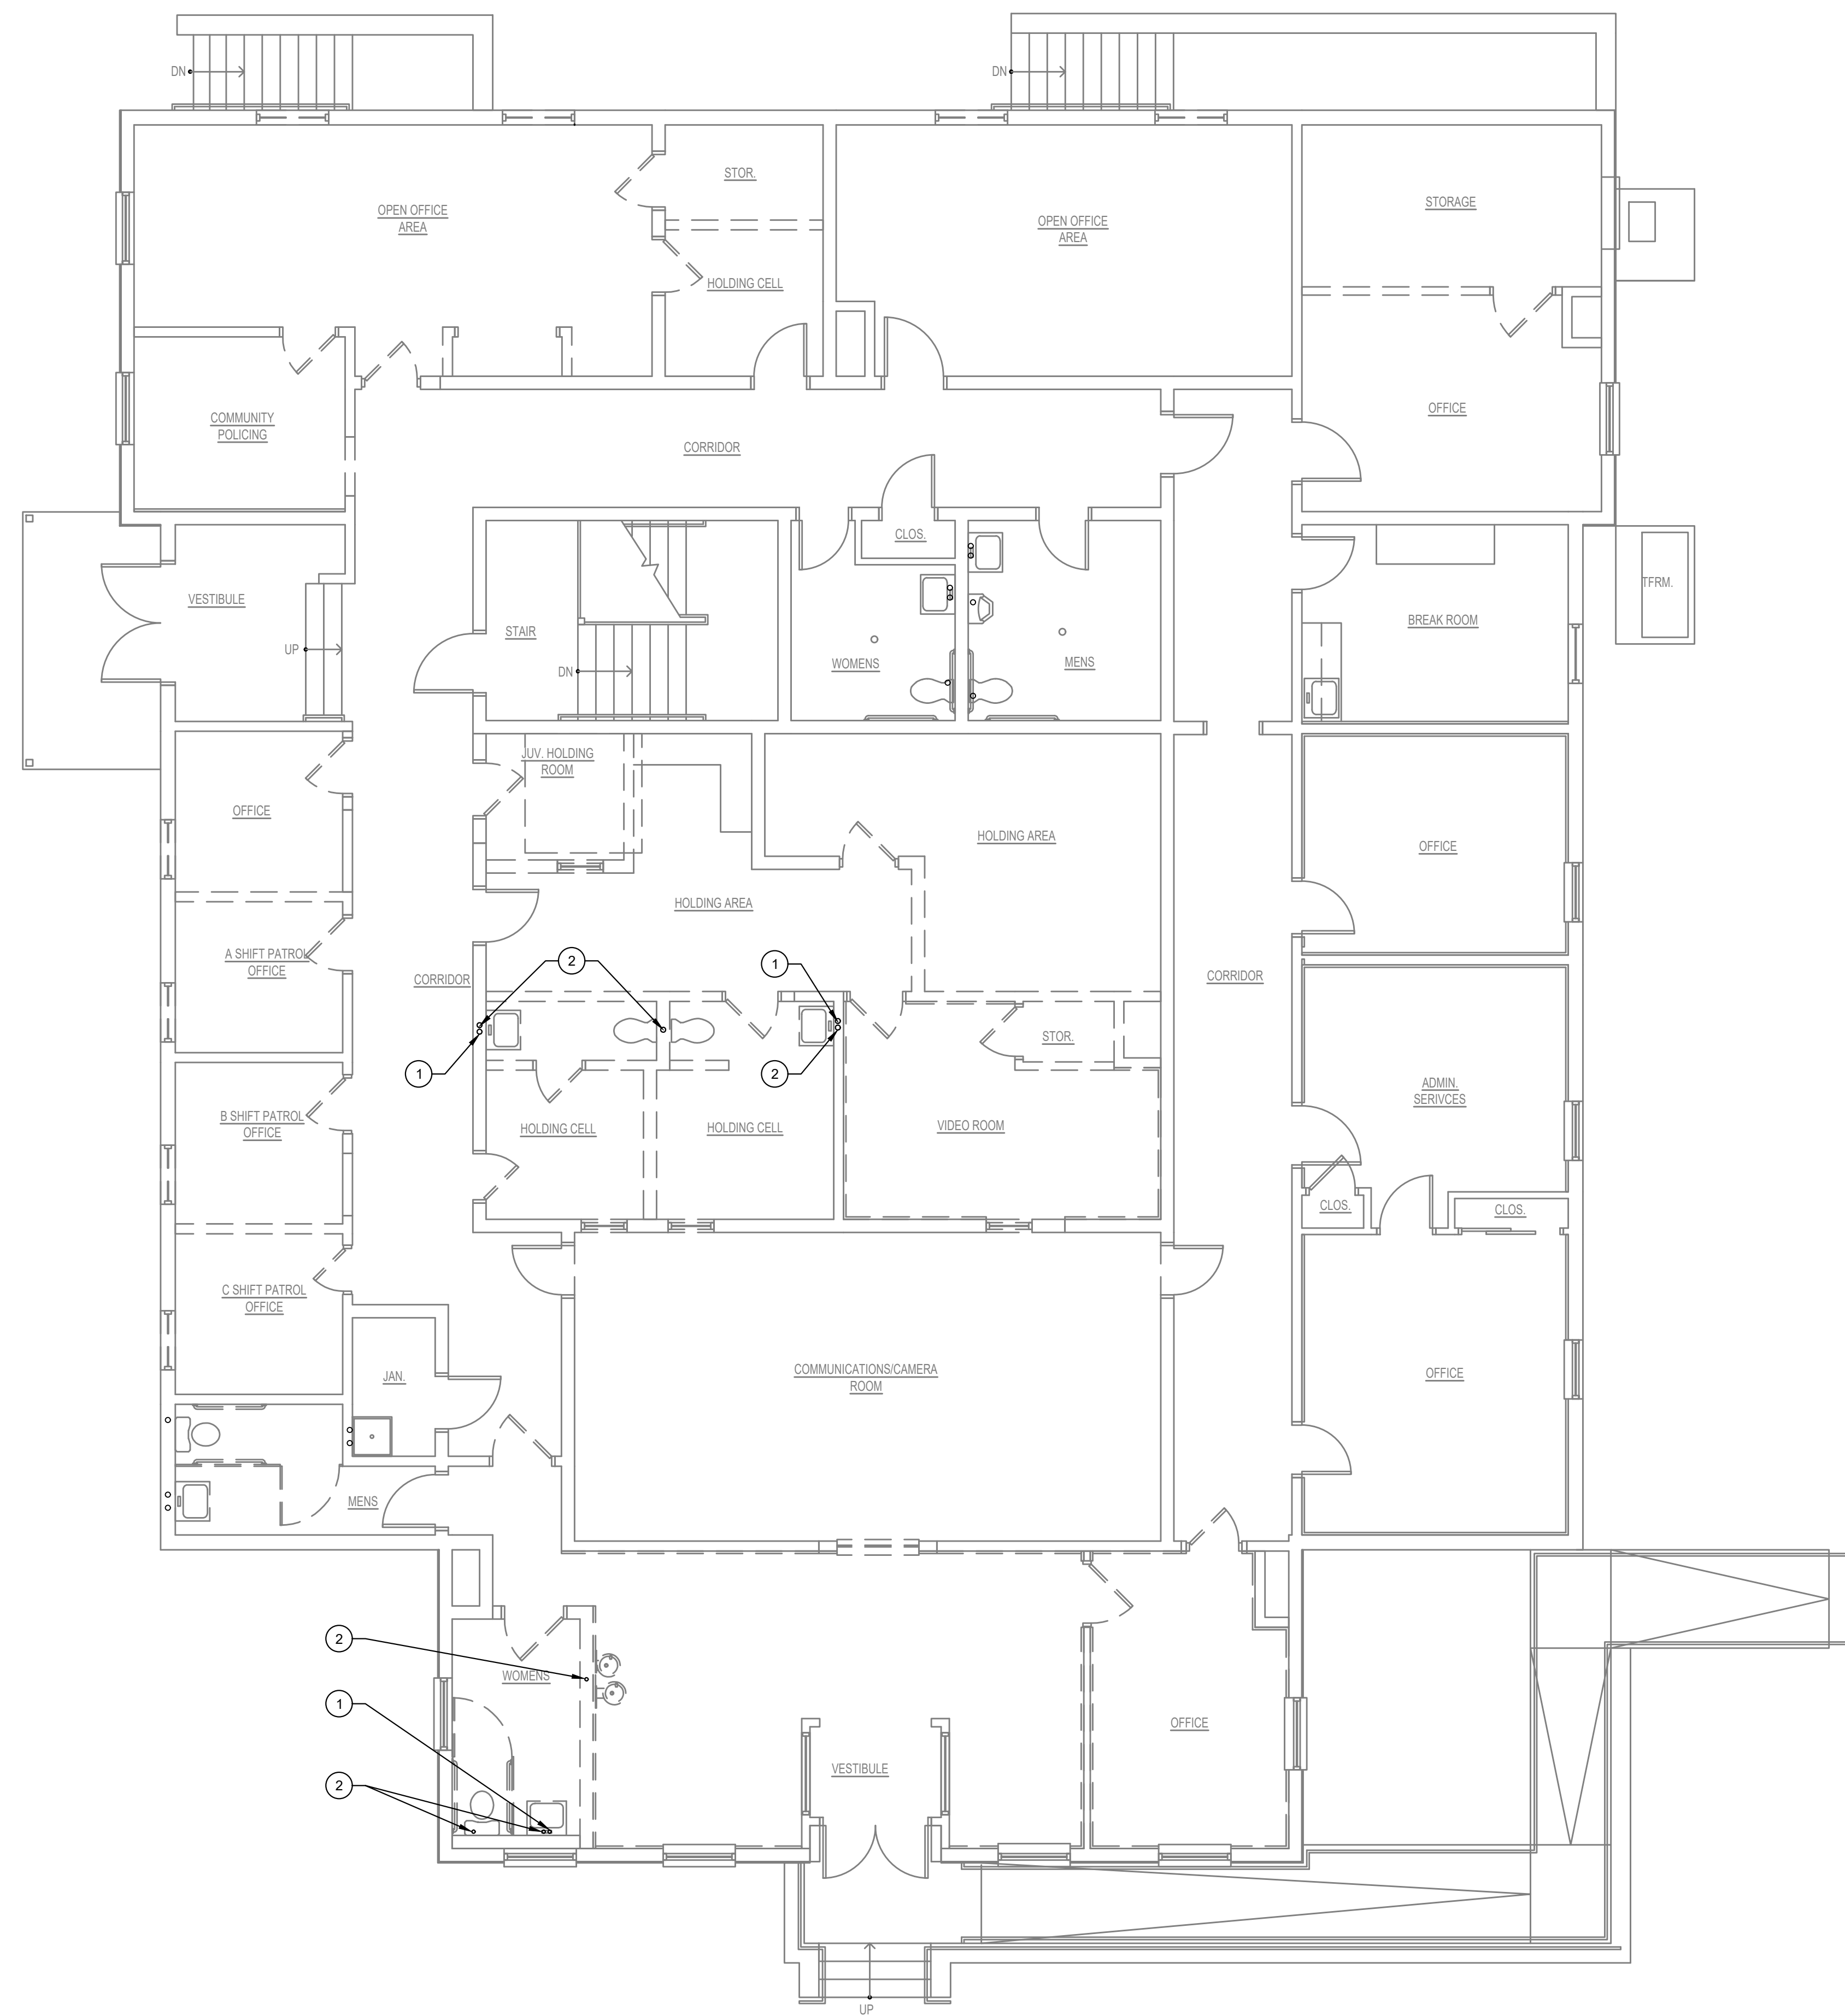 DN
DN
STOR.
OPEN OFFICE
AREA
OPEN OFFICE
AREA
STORAGE
HOLDING CELL
COMMUNITY
POLICING
OFFICE
CORRIDOR
CLOS.
VESTIBULE
TFRM.
BREAK ROOM
STAIR
UP
WOMENS
MENS
DN
JUV. HOLDING
ROOM
OFFICE
HOLDING AREA
OFFICE
HOLDING AREA
A SHIFT PATROL
OFFICE
2
1
CORRIDOR
CORRIDOR
STOR.
1
2
ADMIN.
SERIVCES
B SHIFT PATROL
OFFICE
HOLDING CELL
HOLDING CELL
VIDEO ROOM
CLOS.
CLOS.
C SHIFT PATROL
OFFICE
JAN.
COMMUNICATIONS/CAMERA
ROOM
OFFICE
MENS
2
WOMENS
1
OFFICE
VESTIBULE
2
UP